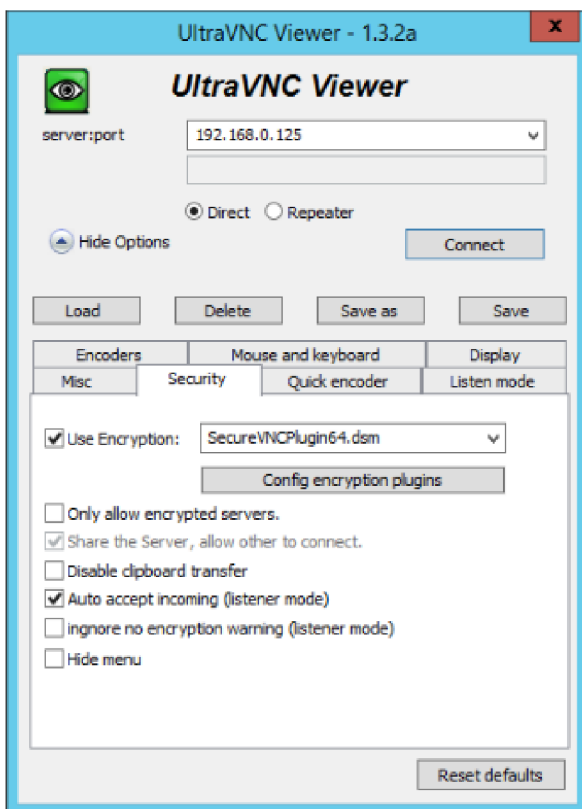 UltraVNC Viewer - 1.3.2a
x
UltraVNC Viewer
server:port 192.168.0.125
Direct Repeater
Hide Options Connect
Load Delete Save as Save
Encoders Mouse and keyboard Display
Misc Security Quick encoder Listen mode
Use Encryption: SecureVNCPlugin64.dsm
Config encryption plugins
Only allow encrypted servers.
Share the Server, allow other to connect.
Disable clipboard transfer
Auto accept incoming (listener mode)
ingnore no encryption warning (listener mode)
Hide menu
Reset defaults